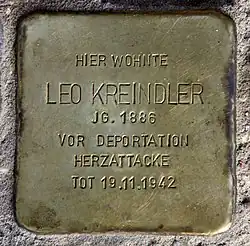 HIER WOHNTE
LEO KREINDLER
JG. 1886
VOR DEPORTATION
HERZATTACKE
TOT 19.11.1942